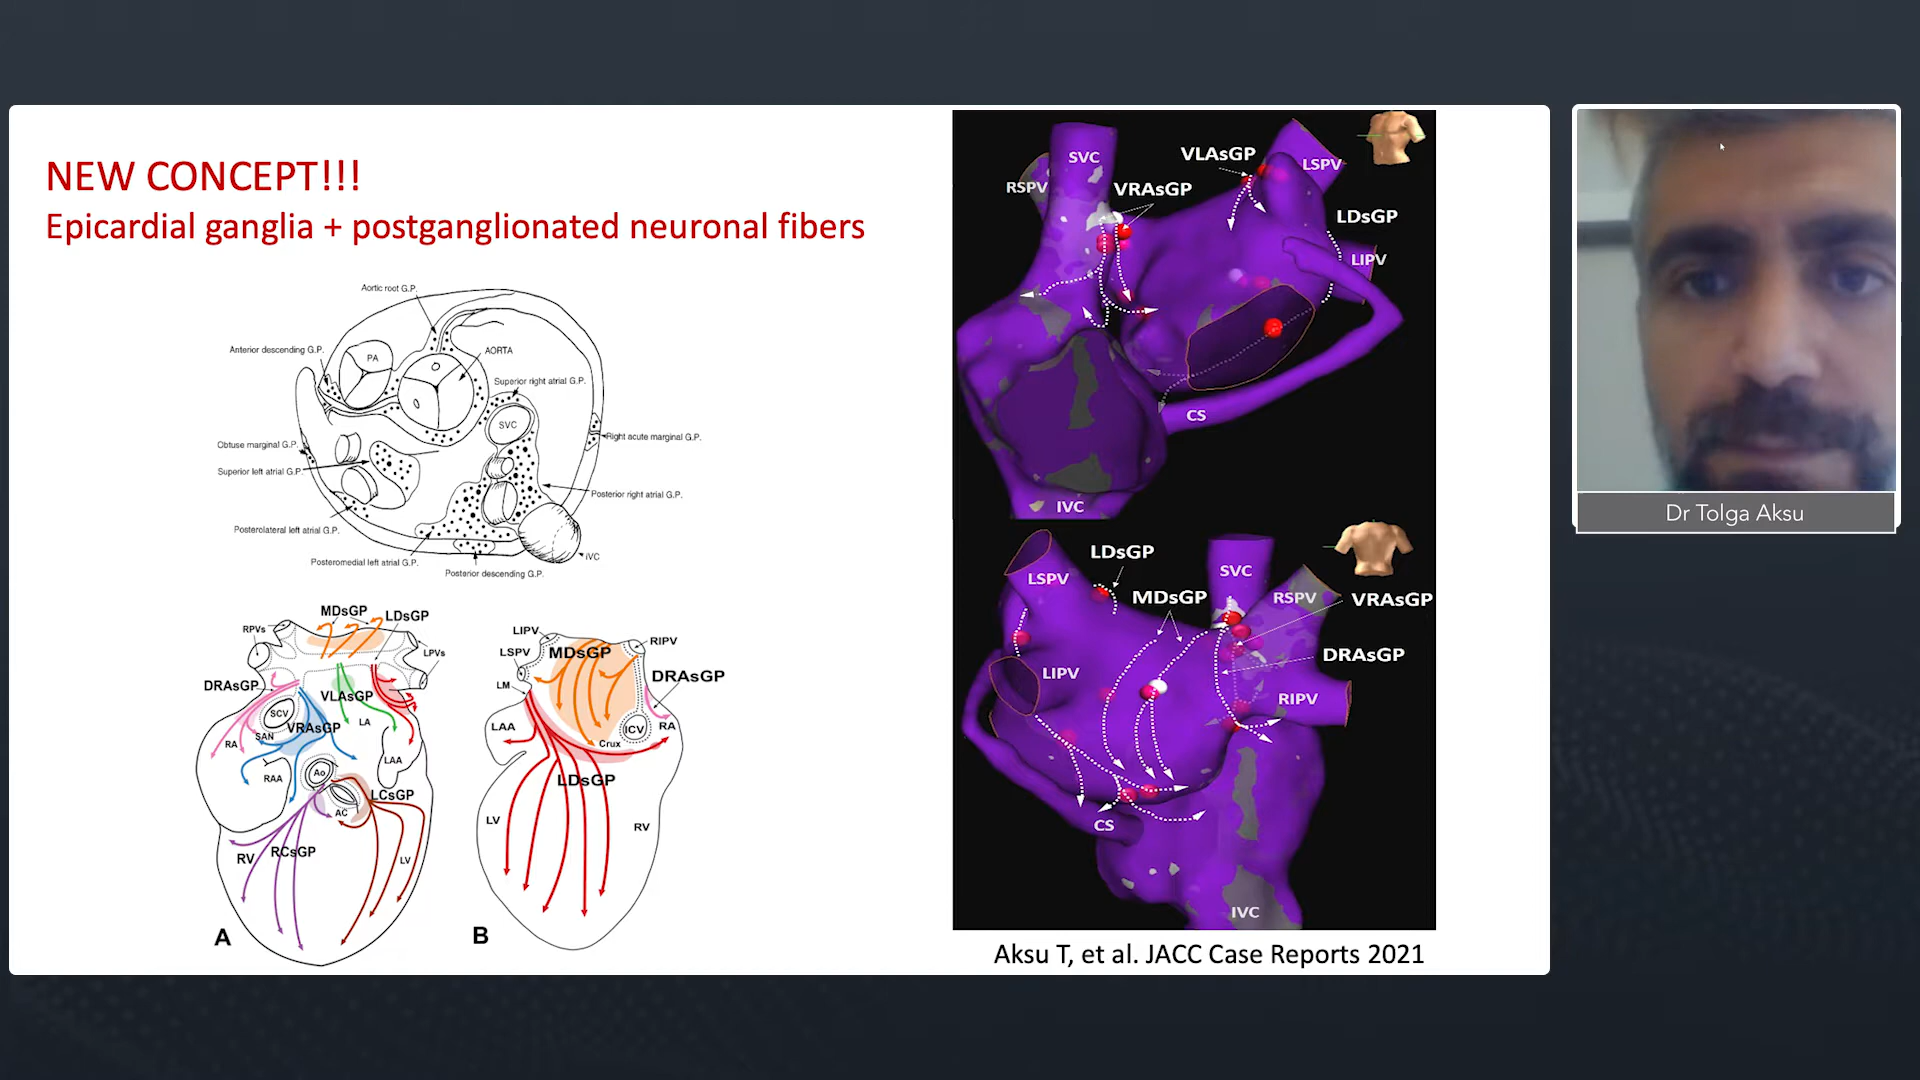 NEW CONCEPT!!!
Epicardial ganglia + postganglionated neuronal fibers
Aortic root G.P.
Anterior descending G.P.
PA
AORTA
Superior right atrial G.P.
SVC
Obtuse marginal G.P.
Right acute marginal G.P.
Superior left atrial G.P.
Posterior right atrial G.P.
Posterolateral left atrial G.P.
Posteromedial left atrial G.P.
IVC
Posterior descending G.P.
MDsGP
LDsGP
RPVs
LPVs
DRAsGP
VLAsGP
SCV
VRAsGP
LA
SAN
RA
LAA
RAA
Ao
LCsGP
AC
RCsGP
RV
LV
A
LIPV
RIPV
LSPV
MDsGP
DRAsGP
LM
LAA
ICV
RA
Crux
LDsGP
LV
RV
B
SVC
VLAsGP
LSPV
RSPV
VRAsGP
LDsGP
LIPV
CS
IVC
LDsGP
SVC
LSPV
MDsGP
RSPV
VRAsGP
DRAsGP
LIPV
RIPV
CS
IVC
Aksu T, et al. JACC Case Reports 2021
Dr Tolga Aksu